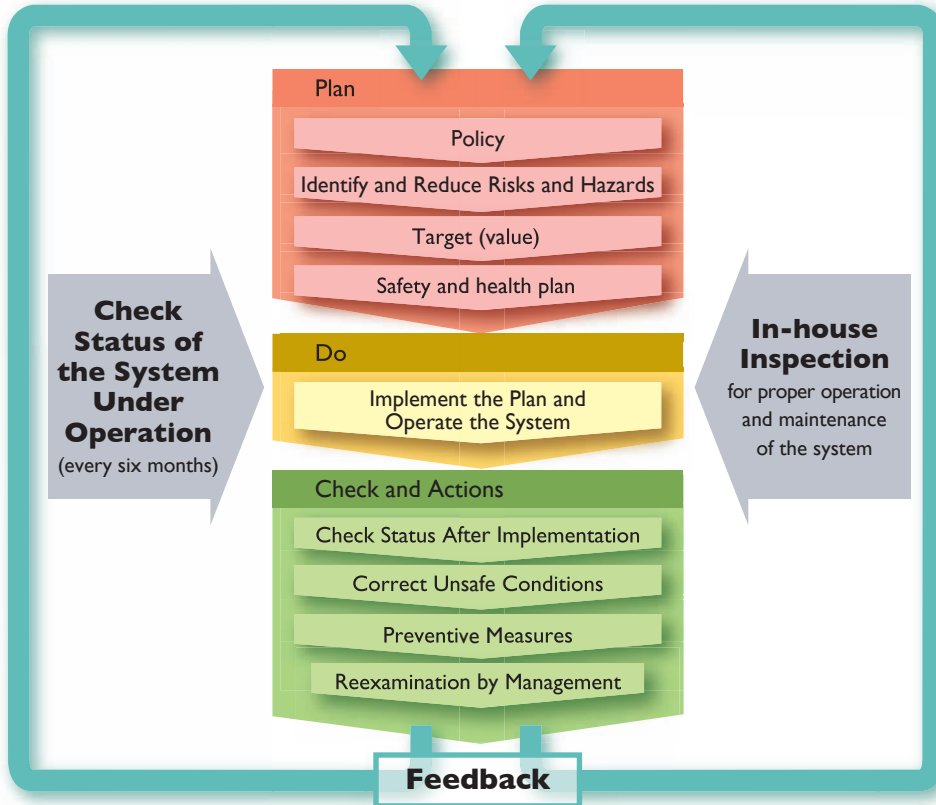 Plan
Policy
Identify and Reduce Risks and Hazards
Target (value)
Safety and health plan
Check
Status of
the System
Under
Operation
(every six months)
Do
Implement the Plan and
Operate the System
In-house
Inspection
for proper operation
and maintenance
of the system
Check and Actions
Check Status After Implementation
Correct Unsafe Conditions
Preventive Measures
Reexamination by Management
Feedback